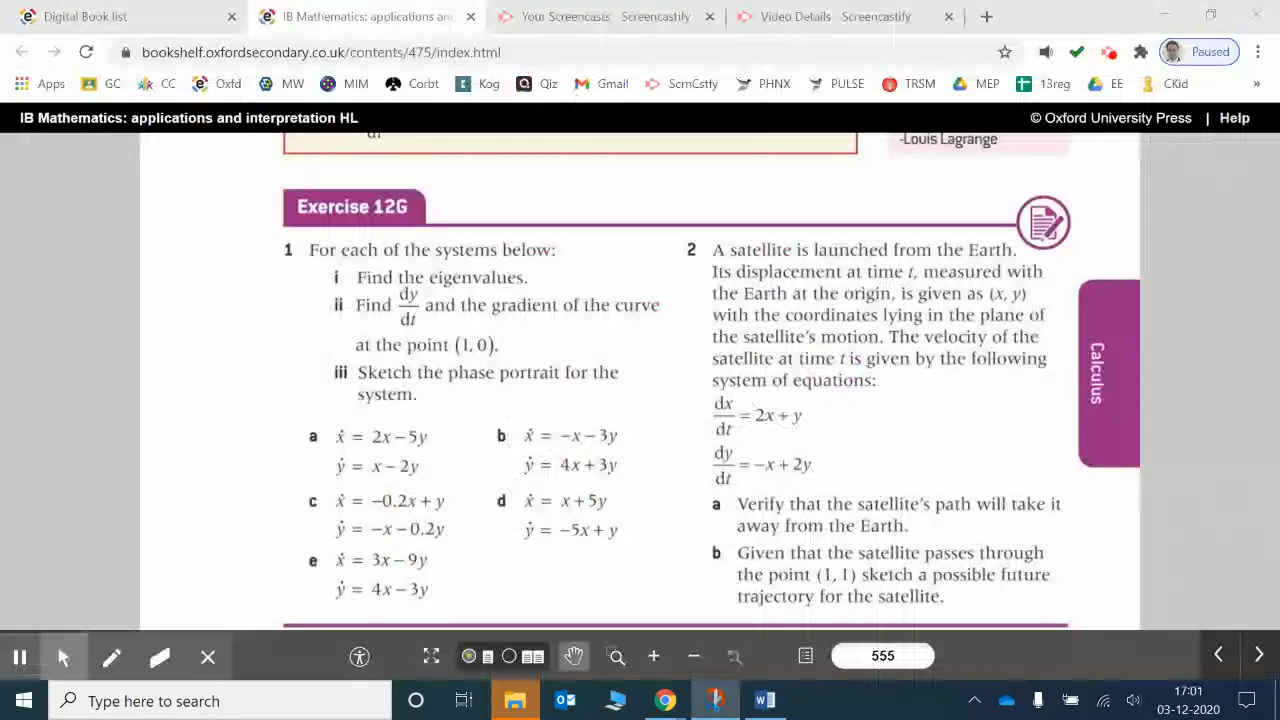 Digital Book list
IB Mathematics: applications anc
Your Screencasts Screencastify
Video Details Screencastify
bookshelf.oxfordsecondary.co.uk/contents/475/index.html
Paused
Apps GC CC Oxfd MW MIM Corbt Kog Qiz Gmail ScrnCstfy PHNX PULSE TRSM MEP 13reg EE CKid »
IB Mathematics: applications and interpretation HL
© Oxford University Press | Help
-Louis Lagrange
Exercise 12G
1 For each of the systems below:
i Find the eigenvalues.
ii Find dy/dt and the gradient of the curve
at the point (1, 0).
iii Sketch the phase portrait for the
system.
a ẋ = 2x – 5y
ẏ = x – 2y
b ẋ = –x – 3y
ẏ = 4x + 3y
c ẋ = –0.2x + y
ẏ = –x – 0.2y
d ẋ = x + 5y
ẏ = –5x + y
e ẋ = 3x – 9y
ẏ = 4x – 3y
2 A satellite is launched from the Earth.
Its displacement at time t, measured with
the Earth at the origin, is given as (x, y)
with the coordinates lying in the plane of
the satellite's motion. The velocity of the
satellite at time t is given by the following
system of equations:
dx/dt = 2x + y
dy/dt = –x + 2y
a Verify that the satellite's path will take it
away from the Earth.
b Given that the satellite passes through
the point (1, 1) sketch a possible future
trajectory for the satellite.
Calculus
555
Type here to search
17:01
03-12-2020